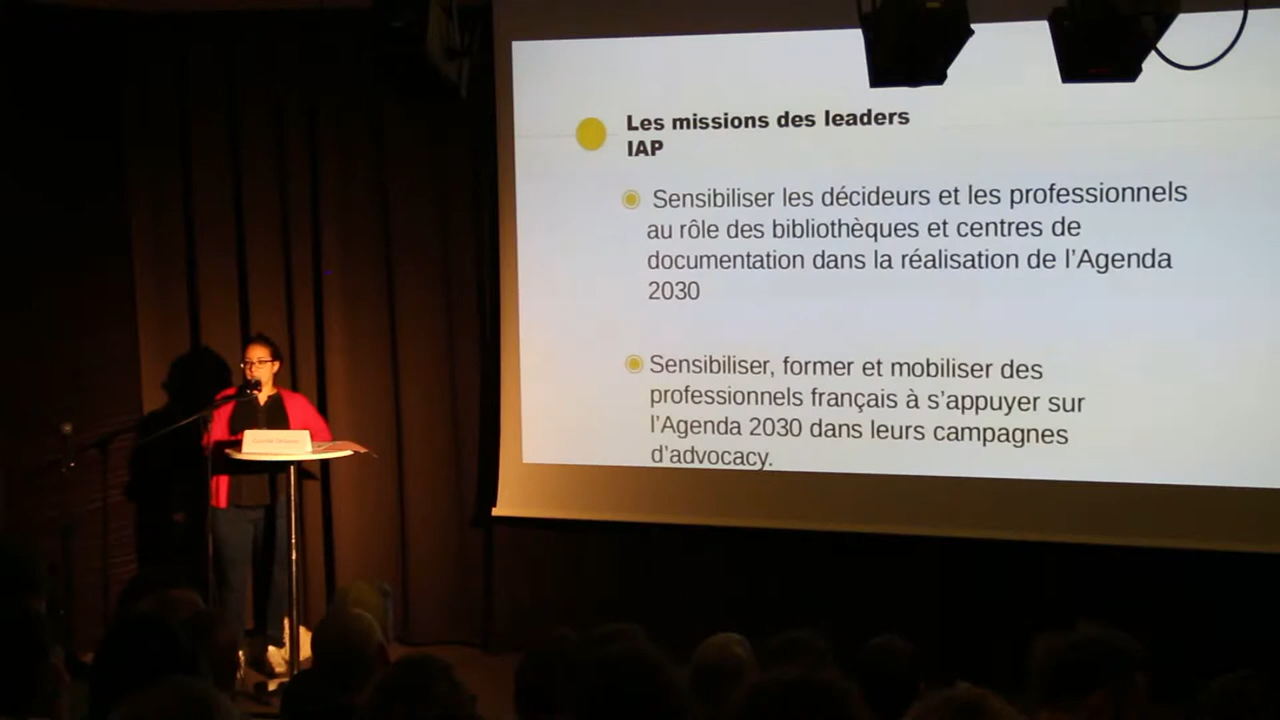 Les missions des leaders
IAP
Sensibiliser les décideurs et les professionnels
au rôle des bibliothèques et centres de
documentation dans la réalisation de l’Agenda
2030
Sensibiliser, former et mobiliser des
professionnels français à s’appuyer sur
l’Agenda 2030 dans leurs campagnes
d’advocacy.